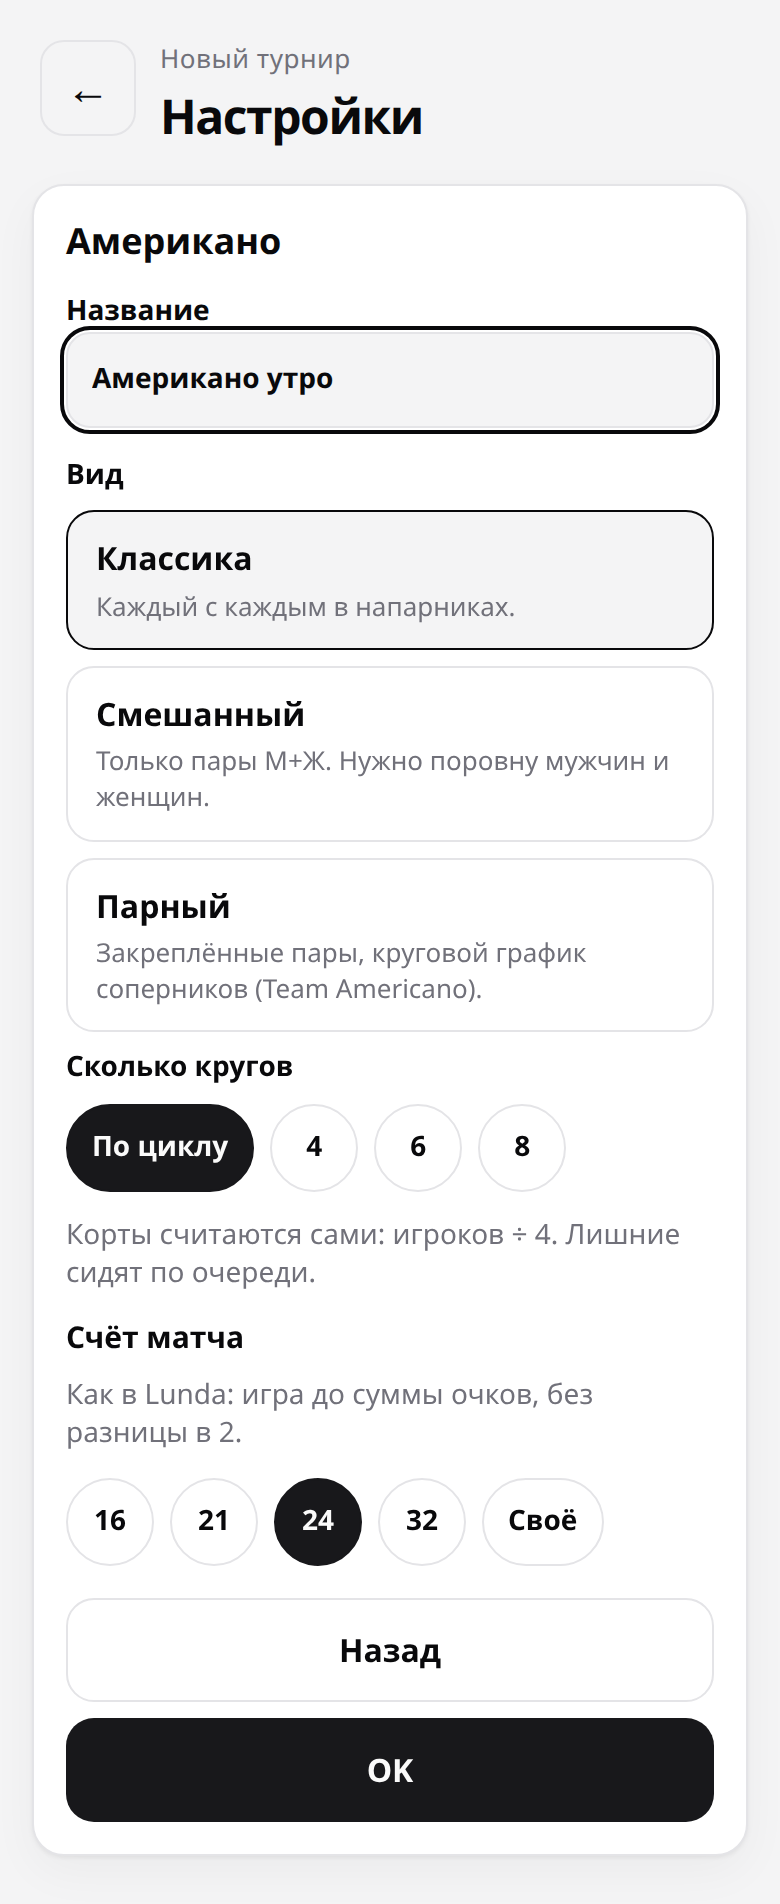 ←
Новый турнир
Настройки
Американо
Название
Американо утро
Вид
Классика
Каждый с каждым в напарниках.
Смешанный
Только пары М+Ж. Нужно поровну мужчин и
женщин.
Парный
Закреплённые пары, круговой график
соперников (Team Americano).
Сколько кругов
По циклу 4 6 8
Корты считаются сами: игроков ÷ 4. Лишние
сидят по очереди.
Счёт матча
Как в Lunda: игра до суммы очков, без
разницы в 2.
16 21 24 32 Своё
Назад
OK